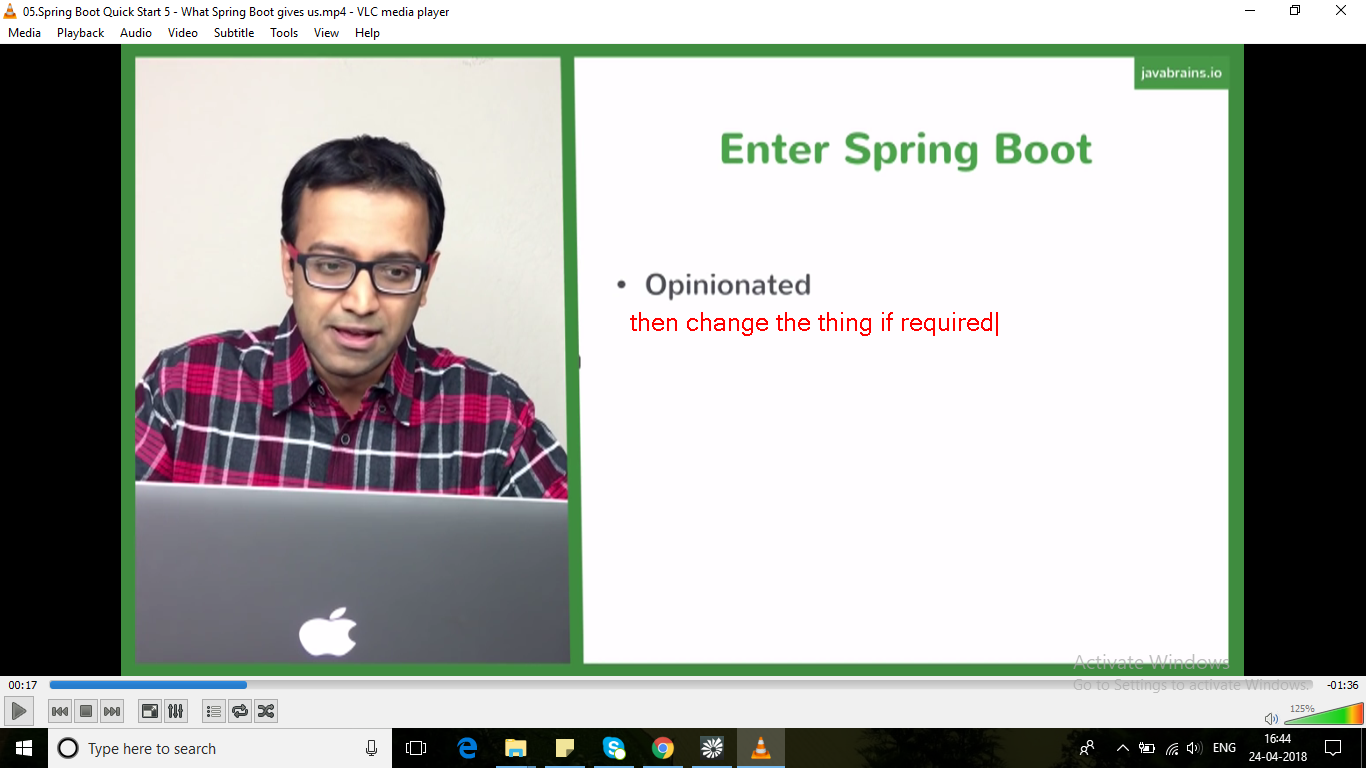 05.Spring Boot Quick Start 5 - What Spring Boot gives us.mp4 - VLC media player
Media Playback Audio Video Subtitle Tools View Help
javabrains.io
Enter Spring Boot
• Opinionated
then change the thing if required
Activate Windows
Go to Settings to activate Windows.
00:17
-01:36
125%
Type here to search
ENG
16:44
24-04-2018